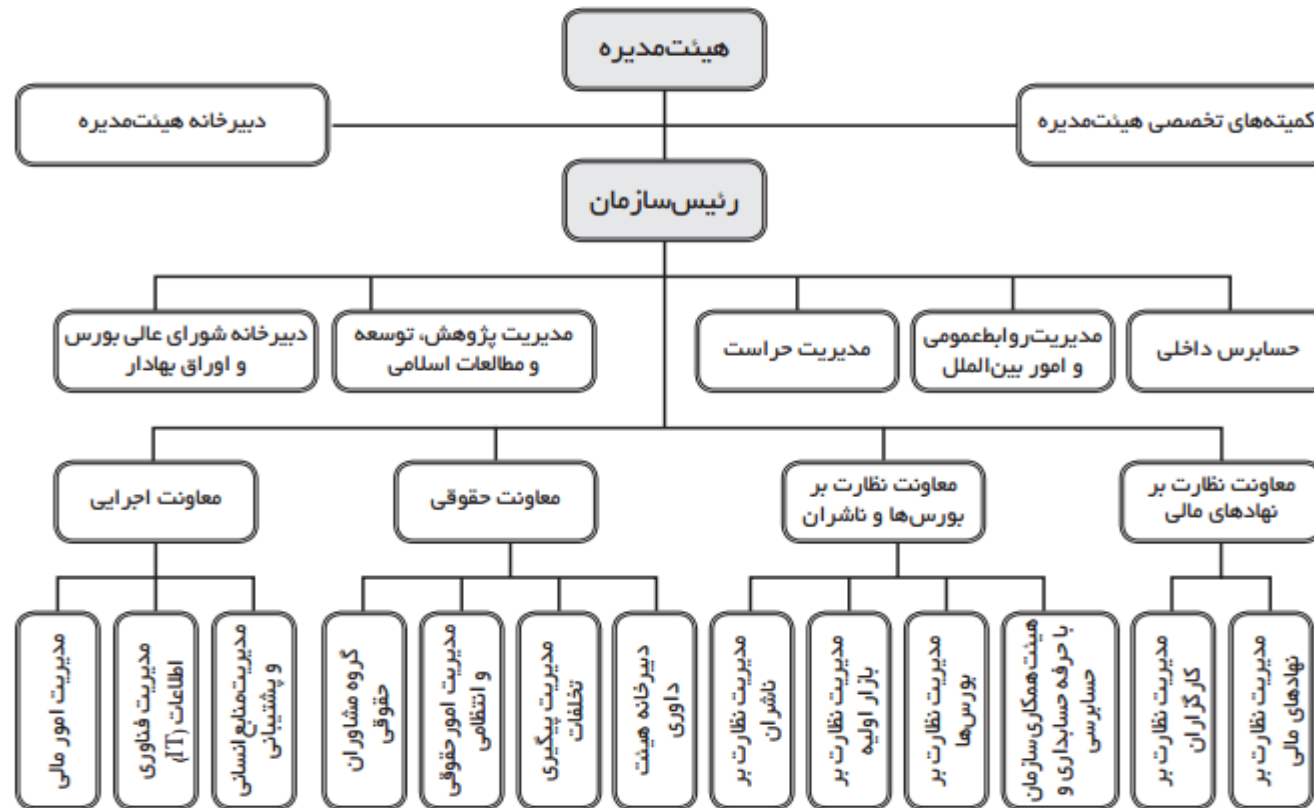 هیئت‌مدیره
کمیته‌های تخصصی هیئت‌مدیره
دبیرخانه هیئت‌مدیره
رئیس‌سازمان
حسابرس داخلی
مدیریت‌روابط‌عمومی
و امور بین‌الملل
مدیریت حراست
مدیریت پژوهش، توسعه
و مطالعات اسلامی
دبیرخانه شورای عالی بورس
و اوراق بهادار
معاونت نظارت بر
نهادهای مالی
معاونت نظارت بر
بورس‌ها و ناشران
معاونت حقوقی
معاونت اجرایی
مدیریت نظارت بر
نهادهای مالی
مدیریت نظارت بر
کارگزاران
هیئت‌همکاری‌سازمان
با حرفه حسابداری و
حسابرسی
مدیریت نظارت بر
بورس‌ها
مدیریت نظارت بر
بازار اولیه
مدیریت نظارت بر
ناشران
دبیرخانه هیئت
داوری
مدیریت پیگیری
تخلفات
مدیریت امورحقوقی
و انتظامی
گروه مشاوران
حقوقی
مدیریت‌منابع‌انسانی
و پشتیبانی
مدیریت فناوری
اطلاعات (IT)
مدیریت امور مالی